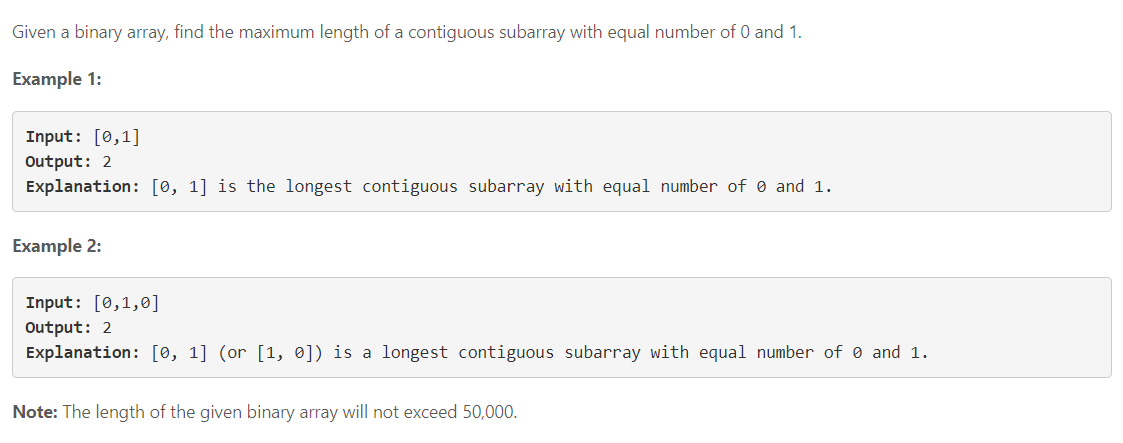 Given a binary array, find the maximum length of a contiguous subarray with equal number of 0 and 1.
Example 1:
Input: [0,1]
Output: 2
Explanation: [0, 1] is the longest contiguous subarray with equal number of 0 and 1.
Example 2:
Input: [0,1,0]
Output: 2
Explanation: [0, 1] (or [1, 0]) is a longest contiguous subarray with equal number of 0 and 1.
Note: The length of the given binary array will not exceed 50,000.